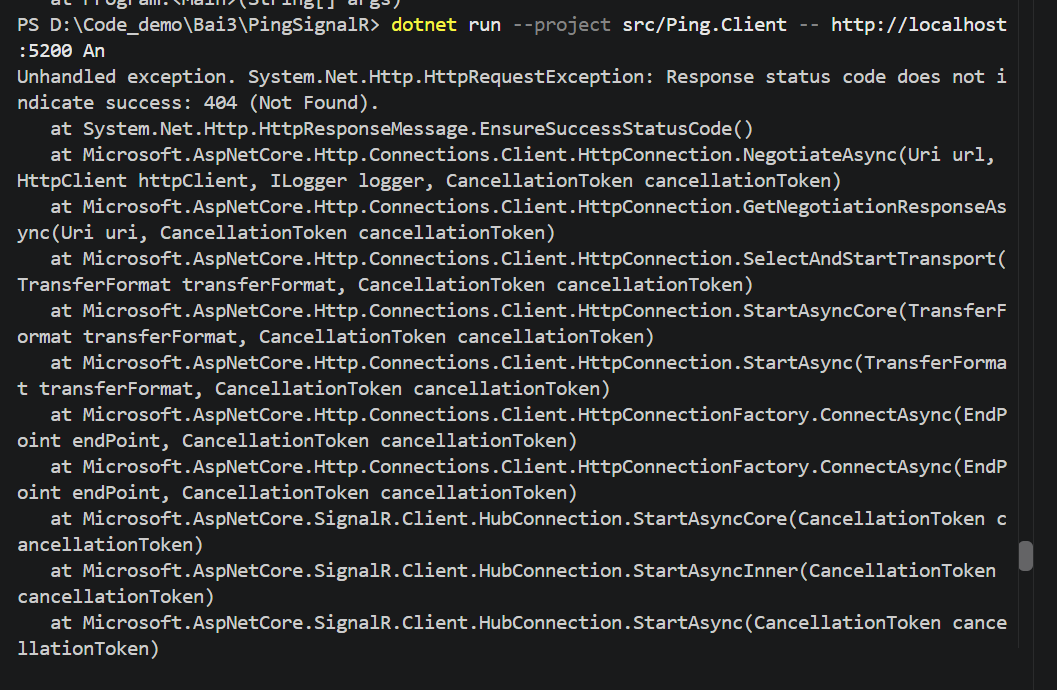 at Program.<Main>(String[] args)
PS D:\Code_demo\Bai3\PingSignalR> dotnet run --project src/Ping.Client -- http://localhost
:5200 An
Unhandled exception. System.Net.Http.HttpRequestException: Response status code does not i
ndicate success: 404 (Not Found).
   at System.Net.Http.HttpResponseMessage.EnsureSuccessStatusCode()
   at Microsoft.AspNetCore.Http.Connections.Client.HttpConnection.NegotiateAsync(Uri url, 
HttpClient httpClient, ILogger logger, CancellationToken cancellationToken)
   at Microsoft.AspNetCore.Http.Connections.Client.HttpConnection.GetNegotiationResponseAs
ync(Uri uri, CancellationToken cancellationToken)
   at Microsoft.AspNetCore.Http.Connections.Client.HttpConnection.SelectAndStartTransport(
TransferFormat transferFormat, CancellationToken cancellationToken)
   at Microsoft.AspNetCore.Http.Connections.Client.HttpConnection.StartAsyncCore(TransferF
ormat transferFormat, CancellationToken cancellationToken)
   at Microsoft.AspNetCore.Http.Connections.Client.HttpConnection.StartAsync(TransferForma
t transferFormat, CancellationToken cancellationToken)
   at Microsoft.AspNetCore.Http.Connections.Client.HttpConnectionFactory.ConnectAsync(EndP
oint endPoint, CancellationToken cancellationToken)
   at Microsoft.AspNetCore.Http.Connections.Client.HttpConnectionFactory.ConnectAsync(EndP
oint endPoint, CancellationToken cancellationToken)
   at Microsoft.AspNetCore.SignalR.Client.HubConnection.StartAsyncCore(CancellationToken c
ancellationToken)
   at Microsoft.AspNetCore.SignalR.Client.HubConnection.StartAsyncInner(CancellationToken 
cancellationToken)
   at Microsoft.AspNetCore.SignalR.Client.HubConnection.StartAsync(CancellationToken cance
llationToken)